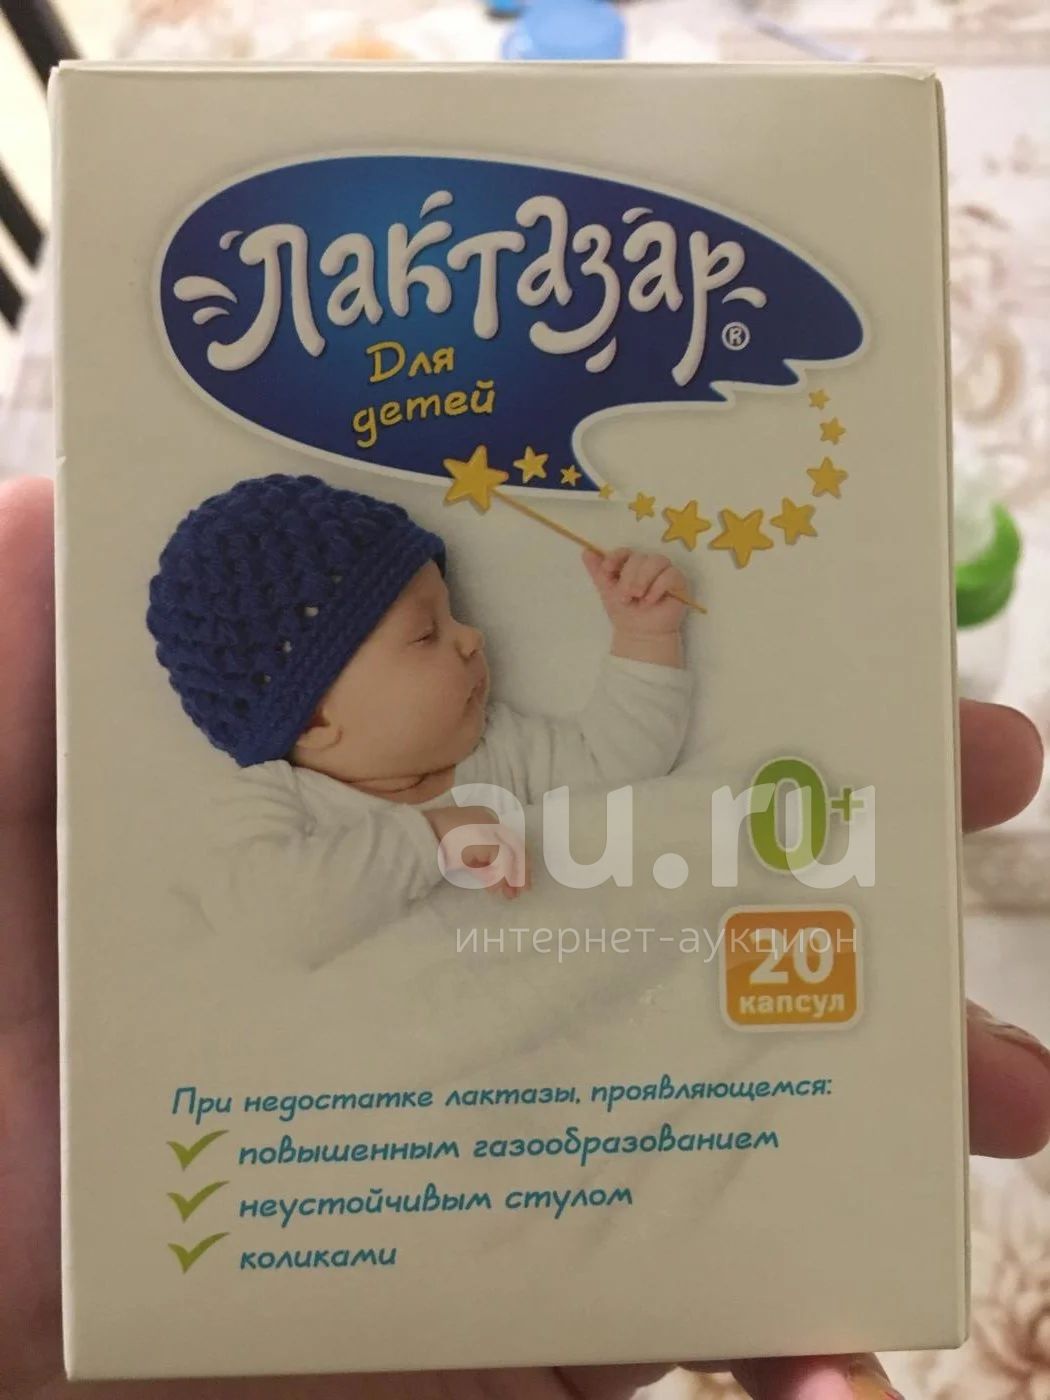 Лактазар®
Для
детей
0+
au.ru
интернет-аукцион
20
капсул
При недостатке лактазы, проявляющемся:
повышенным газообразованием
неустойчивым стулом
коликами